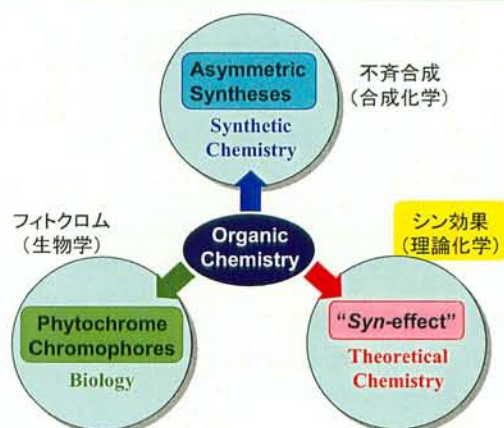 Asymmetric
Syntheses
Synthetic
Chemistry
不斉合成
(合成化学)
フィトクロム
(生物学)
Organic
Chemistry
シン効果
(理論化学)
Phytochrome
Chromophores
Biology
“Syn-effect”
Theoretical
Chemistry